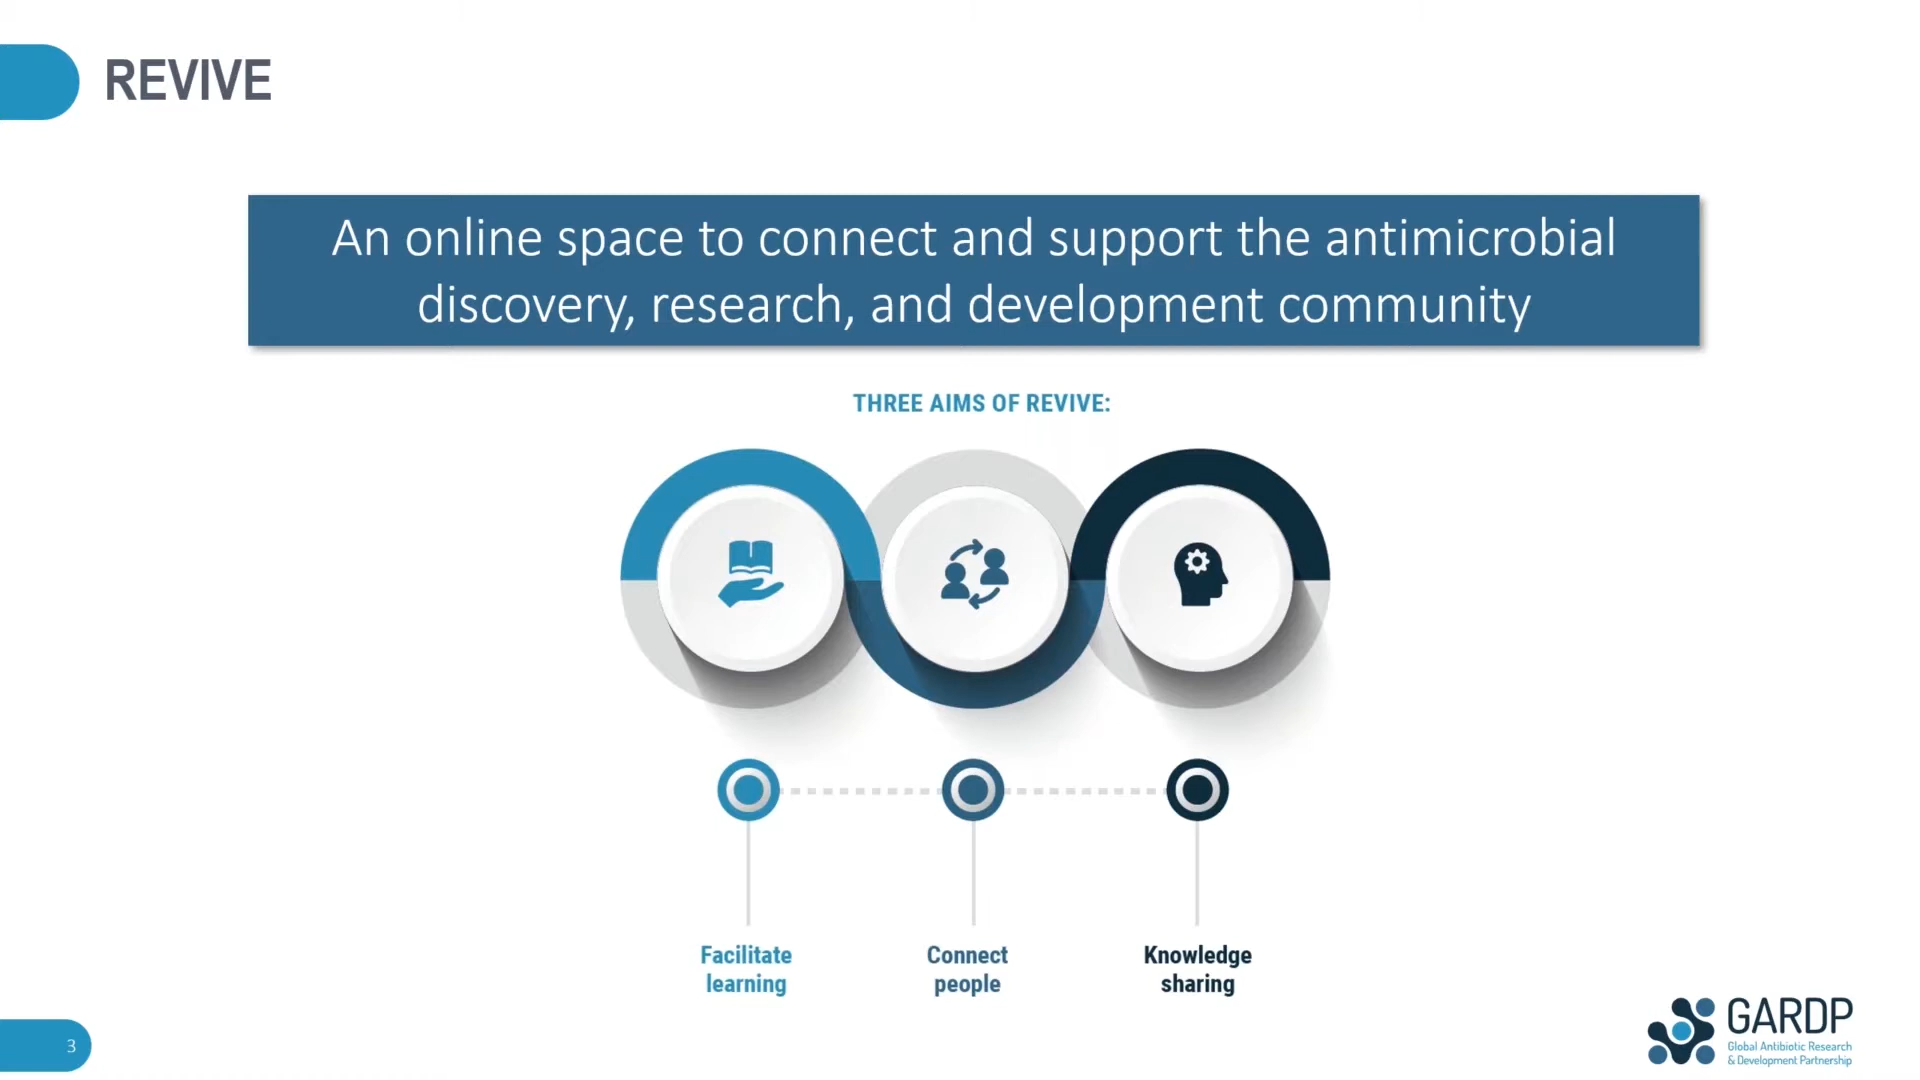 REVIVE
An online space to connect and support the antimicrobial
discovery, research, and development community
THREE AIMS OF REVIVE:
Facilitate
learning
Connect
people
Knowledge
sharing
3
GARDP
Global Antibiotic Research
& Development Partnership